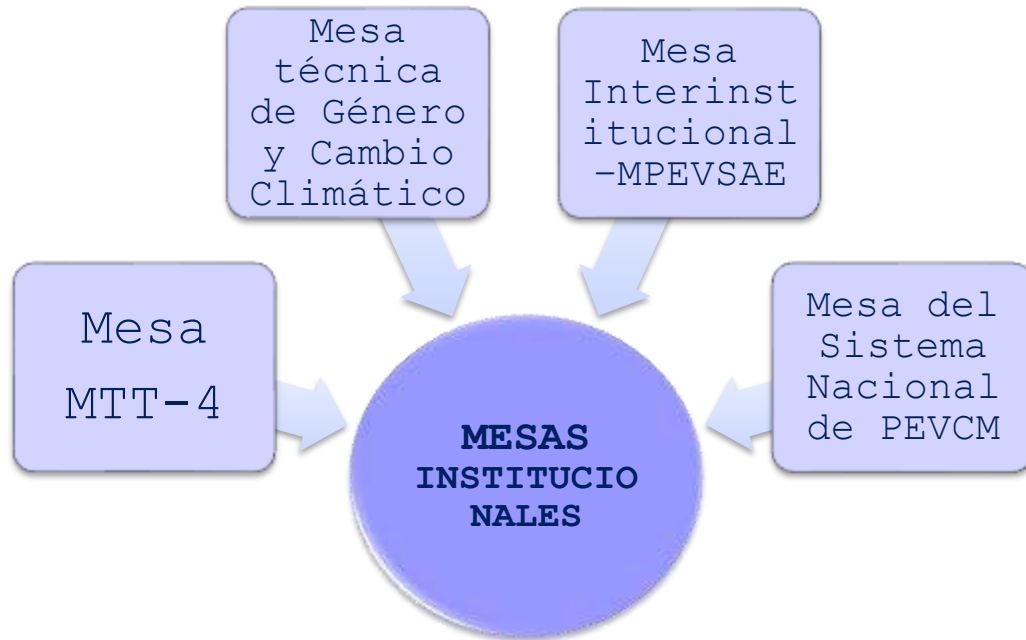 Mesa
técnica
de Género
y Cambio
Climático
Mesa
Interinst
itucional
-MPEVSAE
Mesa
MTT-4
Mesa del
Sistema
Nacional
de PEVCM
MESAS
INSTITUCIO
NALES